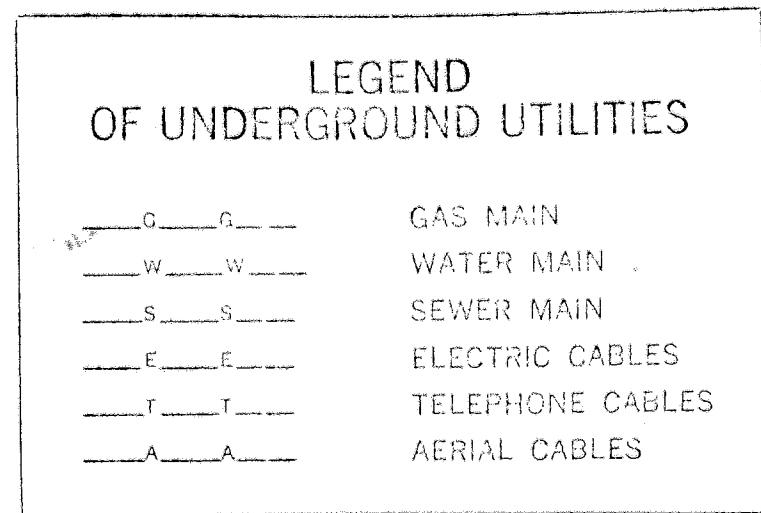 LEGEND
OF UNDERGROUND UTILITIES
G G GAS MAIN
W W WATER MAIN
S S SEWER MAIN
E E ELECTRIC CABLES
T T TELEPHONE CABLES
A A AERIAL CABLES